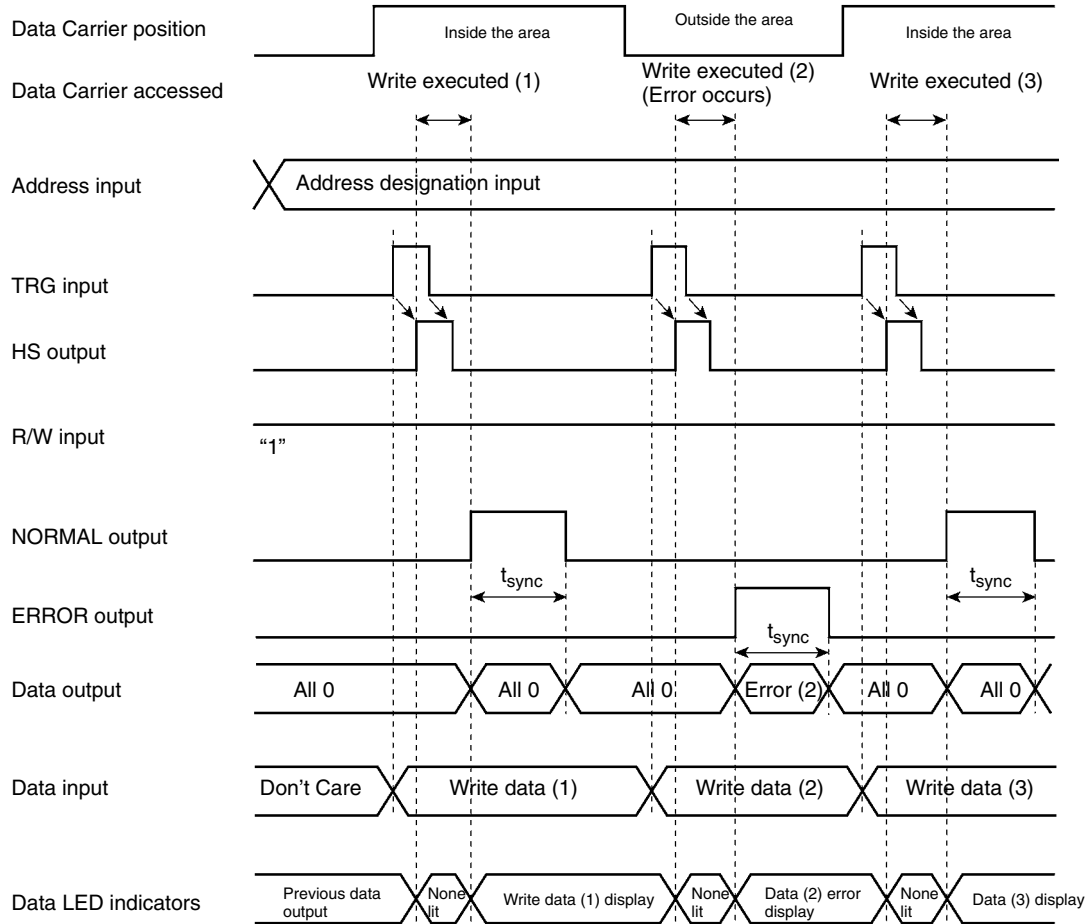 Data Carrier position
Inside the area
Outside the area
Inside the area
Data Carrier accessed
Write executed (1)
Write executed (2)
(Error occurs)
Write executed (3)
Address input
Address designation input
TRG input
HS output
R/W input
“1”
NORMAL output
tsync
tsync
ERROR output
tsync
Data output
All 0
All 0
All 0
Error (2)
All 0
All 0
Data input
Don't Care
Write data (1)
Write data (2)
Write data (3)
Data LED indicators
Previous data
output
None
lit
Write data (1) display
None
lit
Data (2) error
display
None
lit
Data (3) display